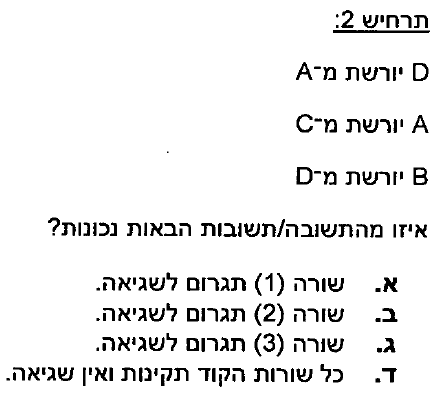 תרחיש 2:
D יורשת מ-A
A יורשת מ-C
B יורשת מ-D
איזו מהתשובה/תשובות הבאות נכונות?
א. שורה (1) תגרום לשגיאה.
ב. שורה (2) תגרום לשגיאה.
ג. שורה (3) תגרום לשגיאה.
ד. כל שורות הקוד תקינות ואין שגיאה.